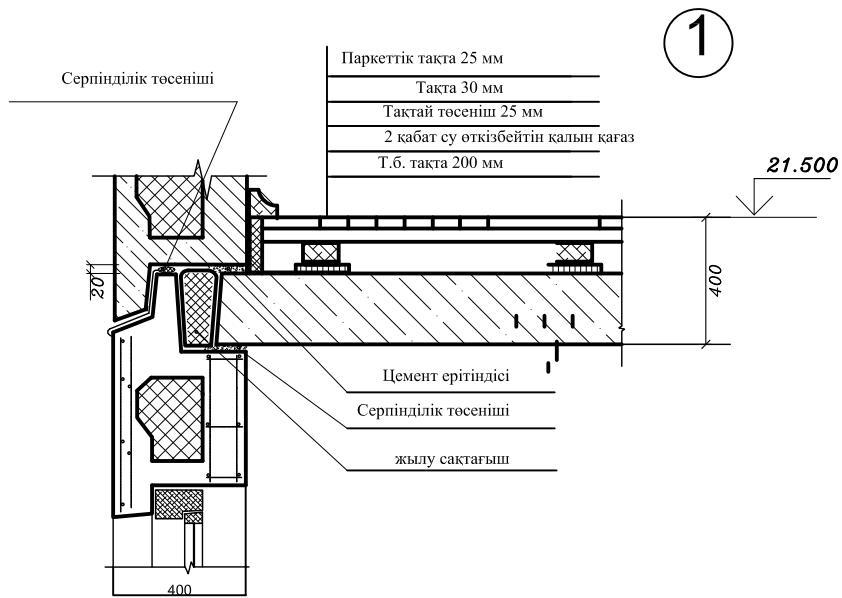 1
Паркеттік тақта 25 мм
Серпінділік төсеніші
Тақта 30 мм
Тақтай төсеніш 25 мм
2 қабат су өткізбейтін қалын қағаз
Т.б. тақта 200 мм
21.500
20
400
Цемент ерітіндісі
Серпінділік төсеніші
жылу сақтағыш
400